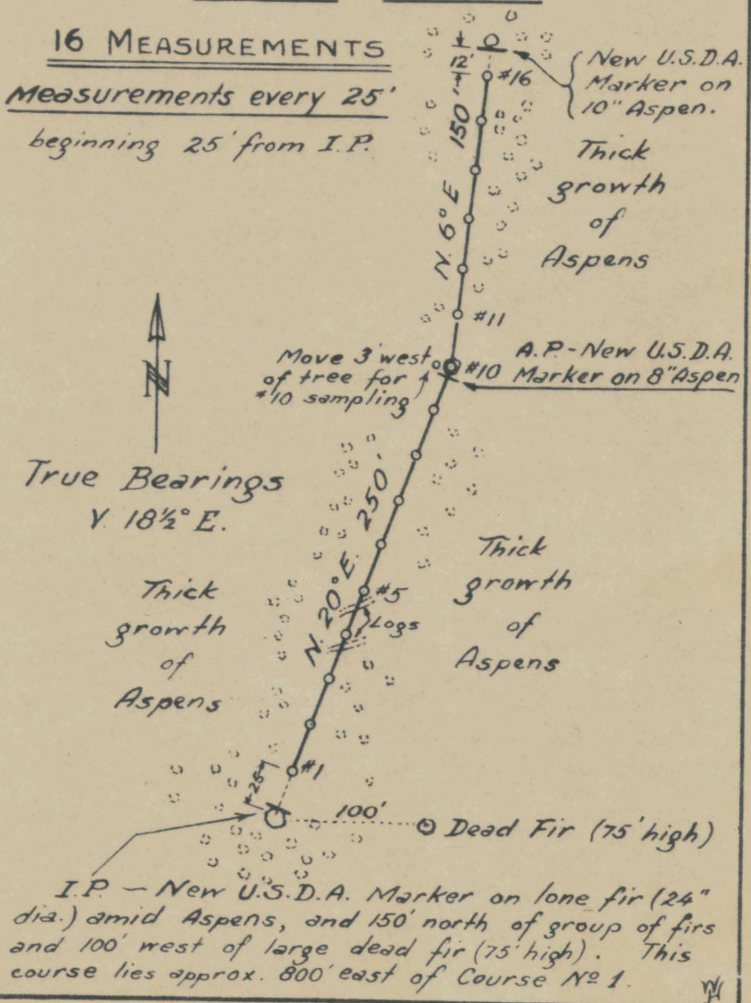 16 MEASUREMENTS
Measurements every 25'
beginning 25' from I.P.
12'
#16
New U.S.D.A.
Marker on
10" Aspen.
150'
N. 6° E
Thick
growth
of
Aspens
#11
N
Move 3' west
of tree for
#10 sampling
#10
A.P.-New U.S.D.A.
Marker on 8" Aspen
True Bearings
V. 18½° E.
250'
N. 20° E.
#5
Logs
Thick
growth
of
Aspens
Thick
growth
of
Aspens
#1
25'
100'
Dead Fir (75' high)
I.P. – New U.S.D.A. Marker on lone fir (24"
dia.) amid Aspens, and 150' north of group of firs
and 100' west of large dead fir (75' high). This
course lies approx. 800' east of Course Nº 1.